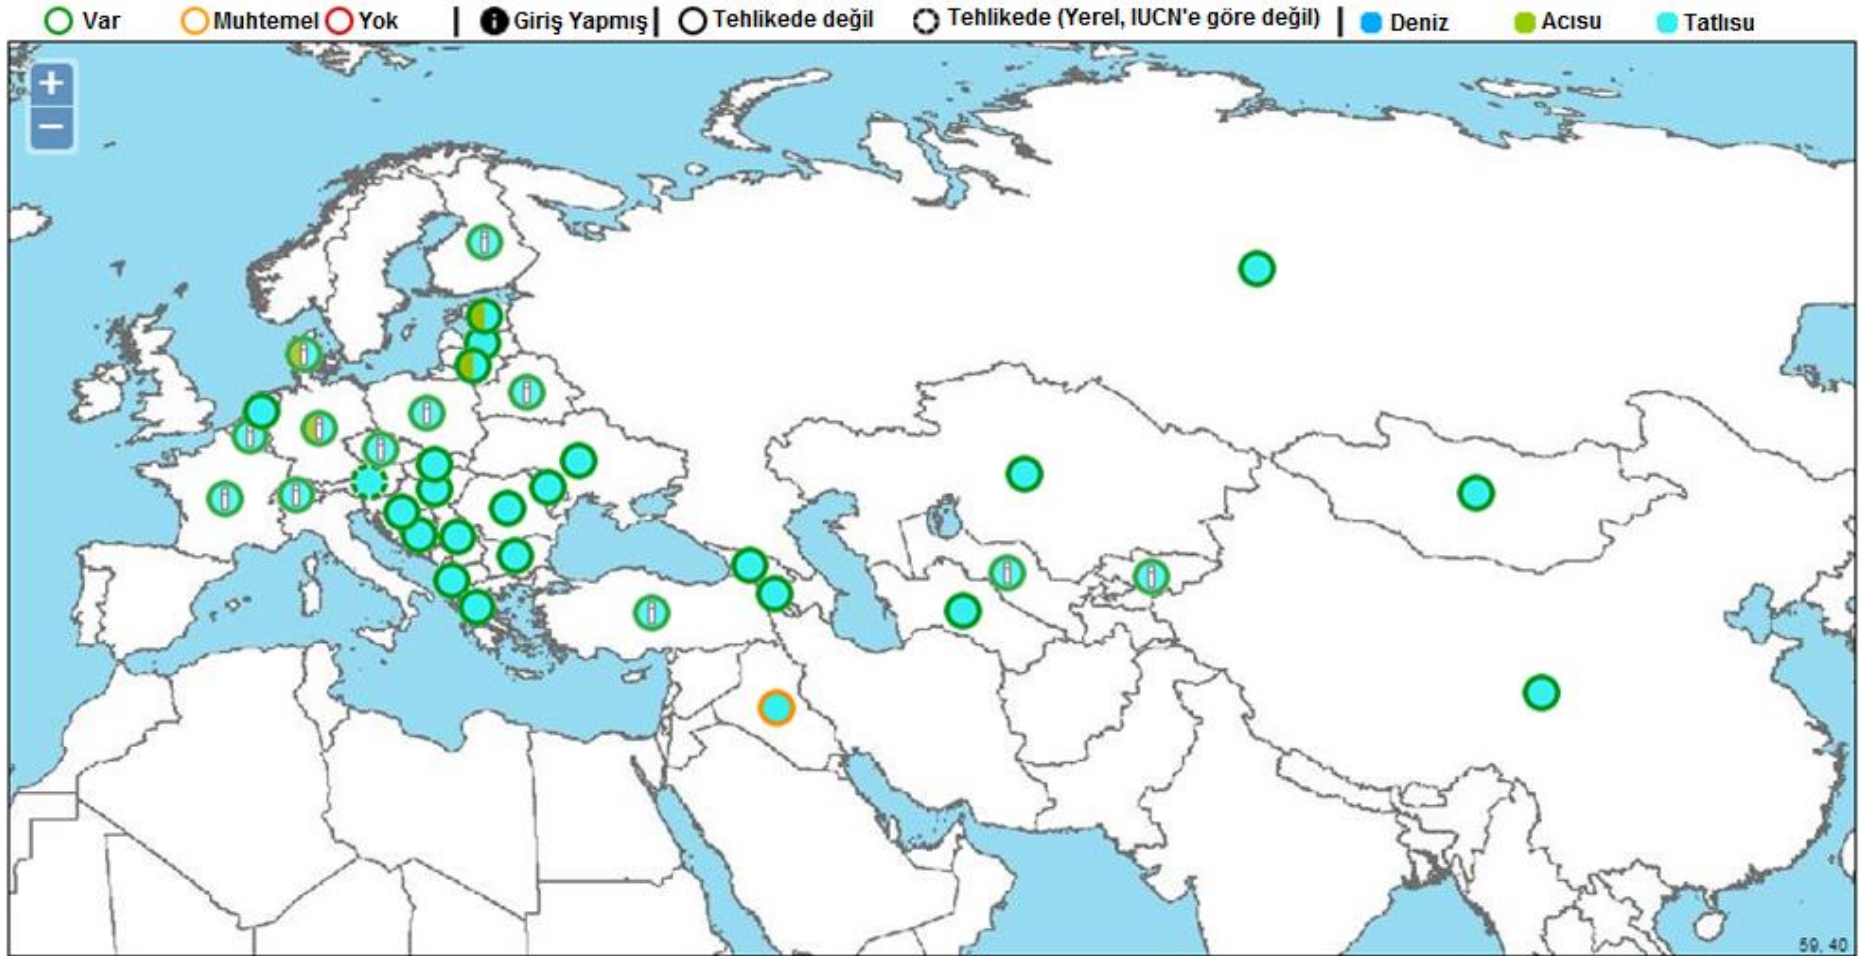 Var Muhtemel Yok | i Giriş Yapmış | Tehlikede değil Tehlikede (Yerel, IUCN'e göre değil) | Deniz Acısu Tatlısu
+
−
i
i
i
i
i
i
i
i
i
i
i
i
59, 40